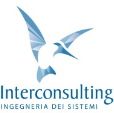 Interconsulting
INGEGNERIA DEI SISTEMI